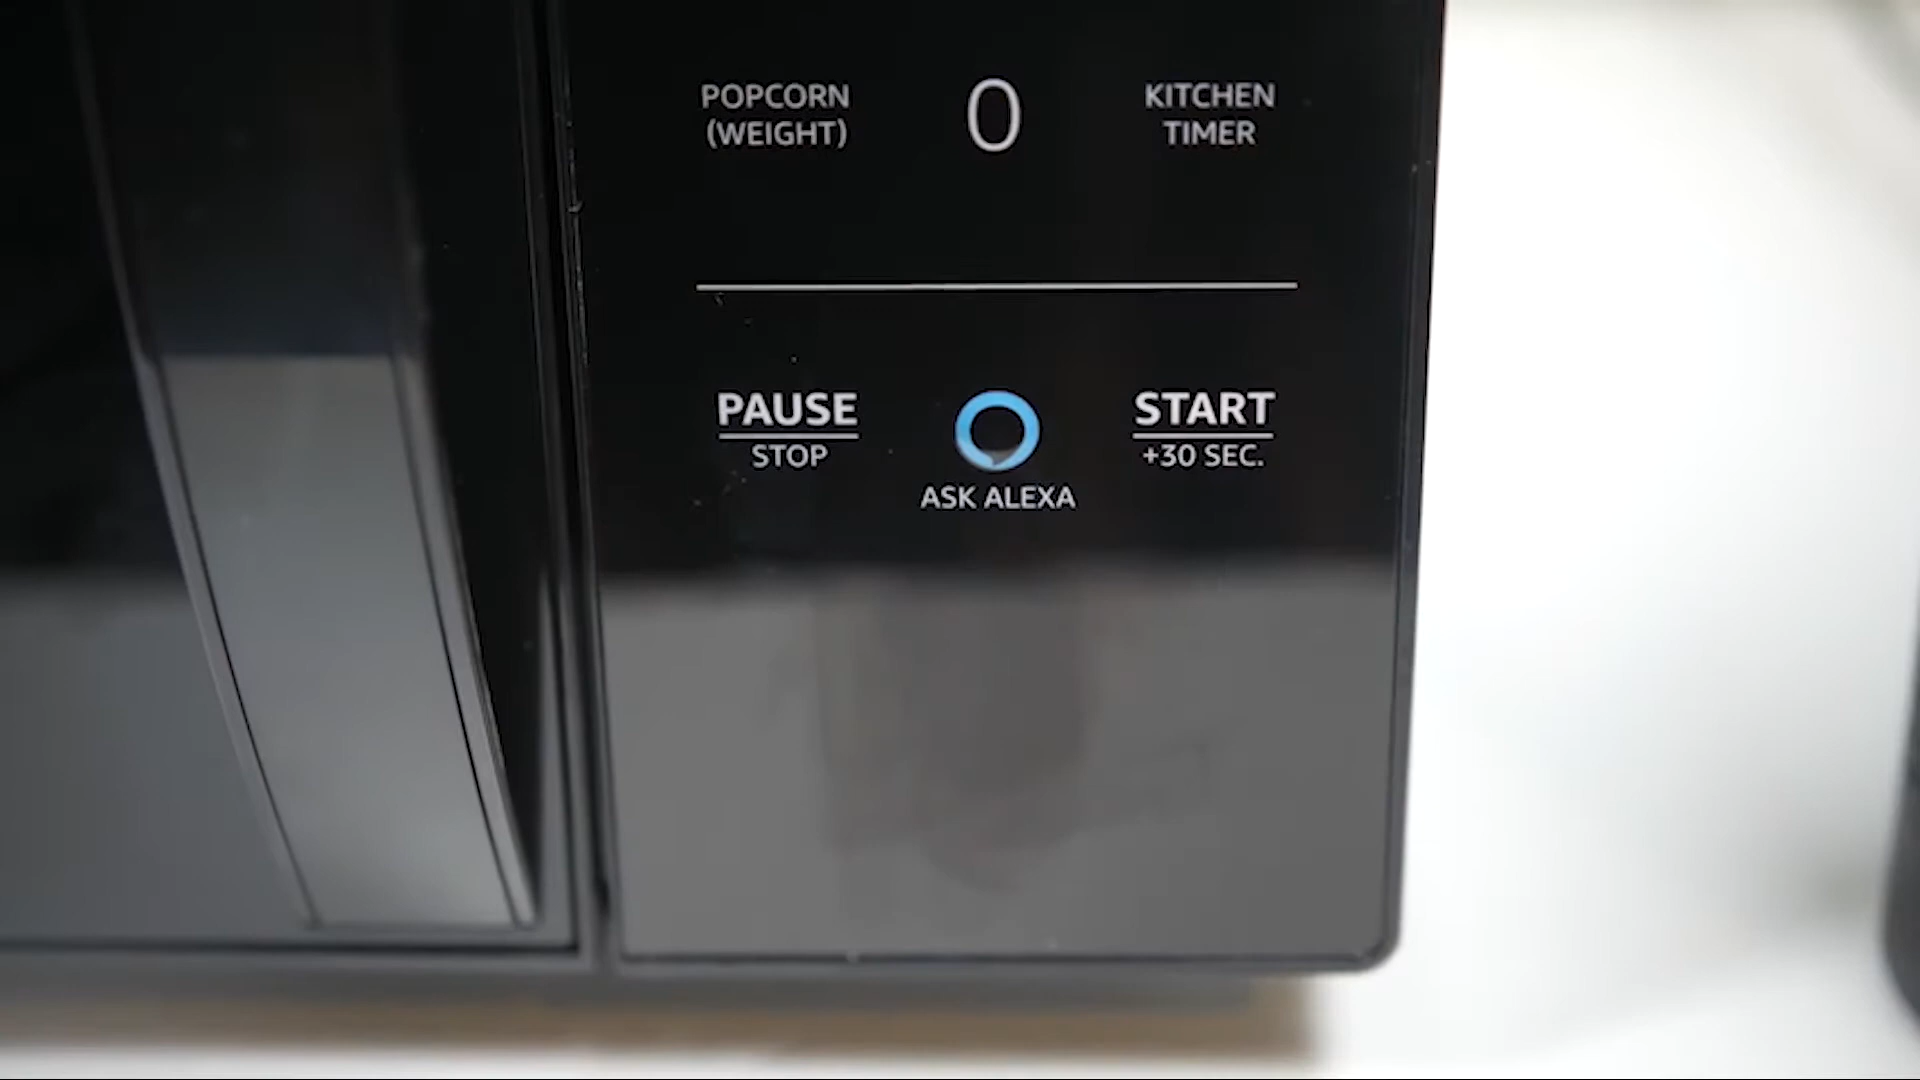 POPCORN
(WEIGHT)
0
KITCHEN
TIMER
PAUSE
STOP
ASK ALEXA
START
+30 SEC.